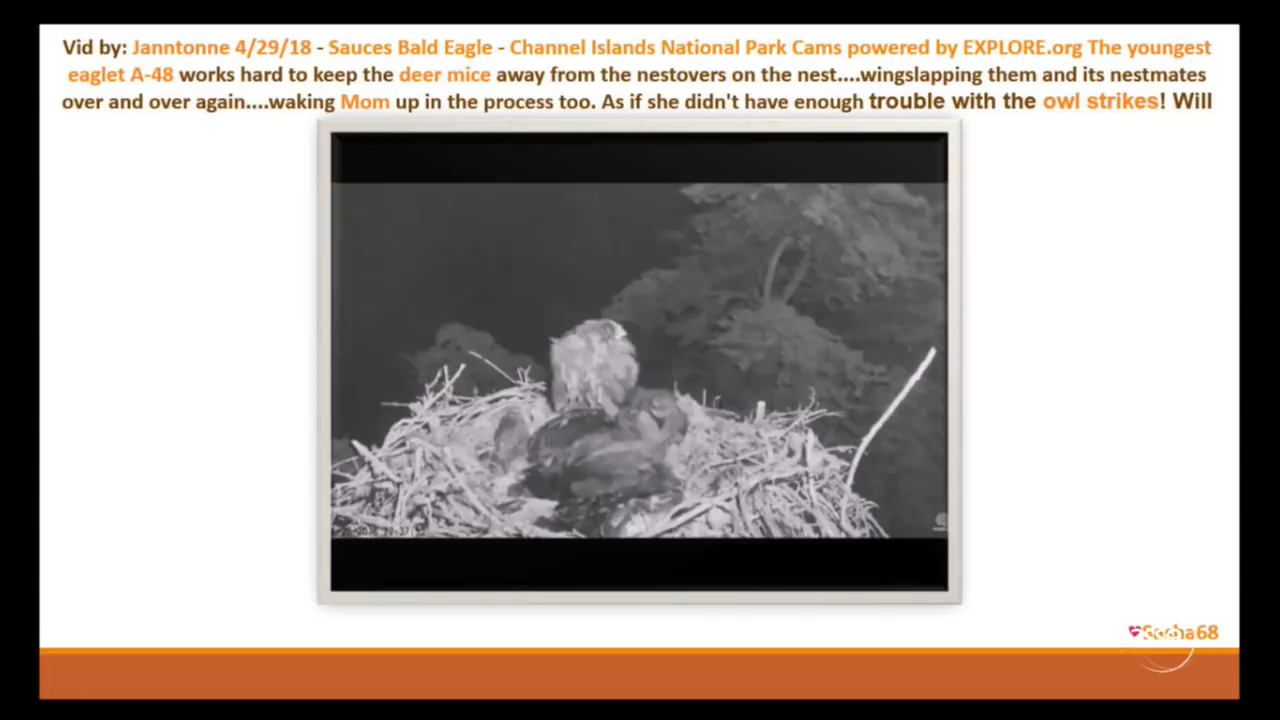 Vid by: Janntonne 4/29/18 - Sauces Bald Eagle - Channel Islands National Park Cams powered by EXPLORE.org The youngest
eaglet A-48 works hard to keep the deer mice away from the nestovers on the nest....wingslapping them and its nestmates
over and over again....waking Mom up in the process too. As if she didn't have enough trouble with the owl strikes! Will